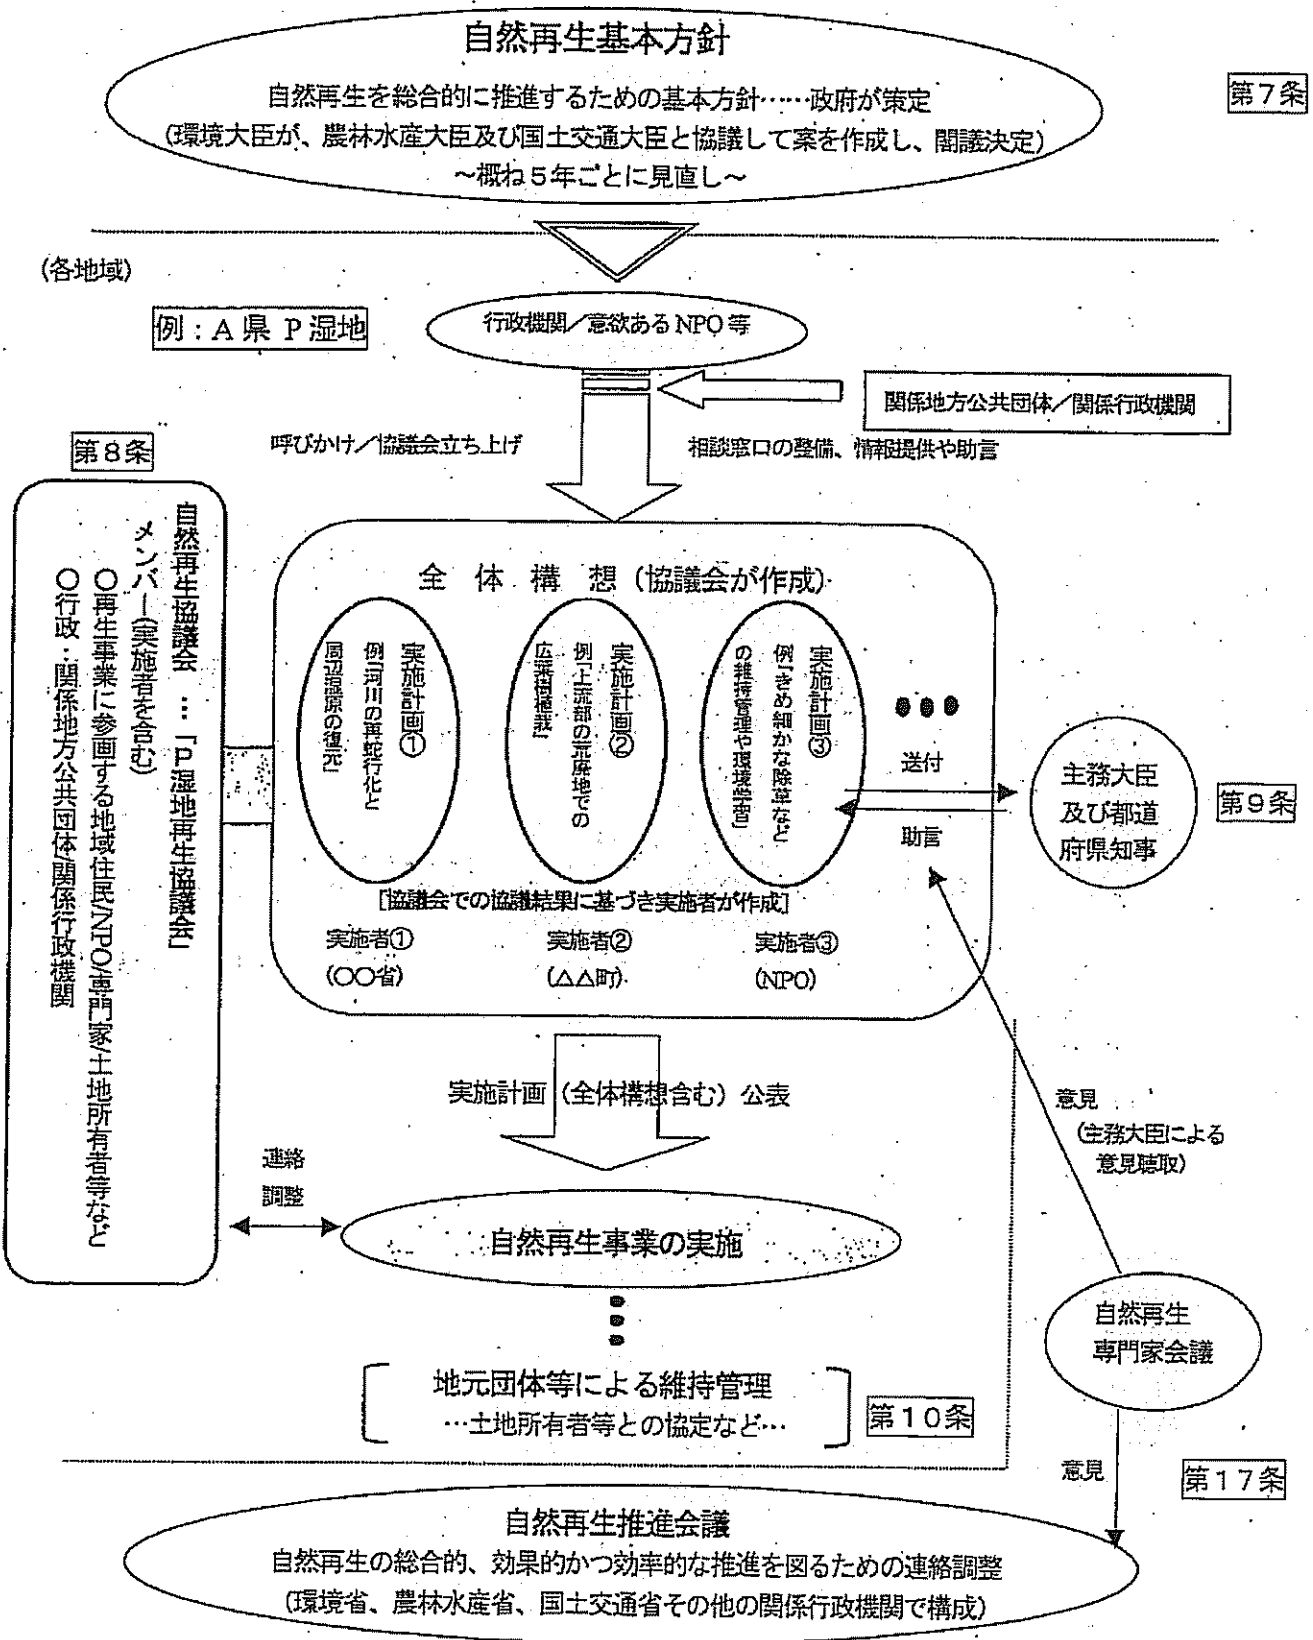 自然再生基本方針
自然再生を総合的に推進するための基本方針……政府が策定
(環境大臣が、農林水産大臣及び国土交通大臣と協議して案を作成し、閣議決定)
～概ね５年ごとに見直し～
第７条
(各地域)
例：A 県 P 湿地
行政機関／意欲ある NPO 等
関係地方公共団体／関係行政機関
呼びかけ／協議会立ち上げ
相談窓口の整備、情報提供や助言
第８条
自然再生協議会 …「P湿地再生協議会」
メンバー(実施者を含む)
○再生事業に参画する地域住民/NPO/専門家/土地所有者等など
○行政：関係地方公共団体/関係行政機関
全 体 構 想 (協議会が作成)
実施計画①
例「河川の再蛇行化と
周辺湿原の復元」
実施計画②
例「上流部の荒廃地での
広葉樹植栽」
実施計画③
例「きめ細かな除草など
の維持管理や環境学習」
●●●
送付
助言
主務大臣
及び都道
府県知事
第９条
[協議会での協議結果に基づき実施者が作成]
実施者①
(○○省)
実施者②
(△△町)
実施者③
(NPO)
実施計画 (全体構想含む) 公表
意見
(主務大臣による
意見聴取)
連絡
調整
自然再生事業の実施
自然再生
専門家会議
地元団体等による維持管理
…土地所有者等との協定など…
第１０条
意見
第１７条
自然再生推進会議
自然再生の総合的、効果的かつ効率的な推進を図るための連絡調整
(環境省、農林水産省、国土交通省その他の関係行政機関で構成)